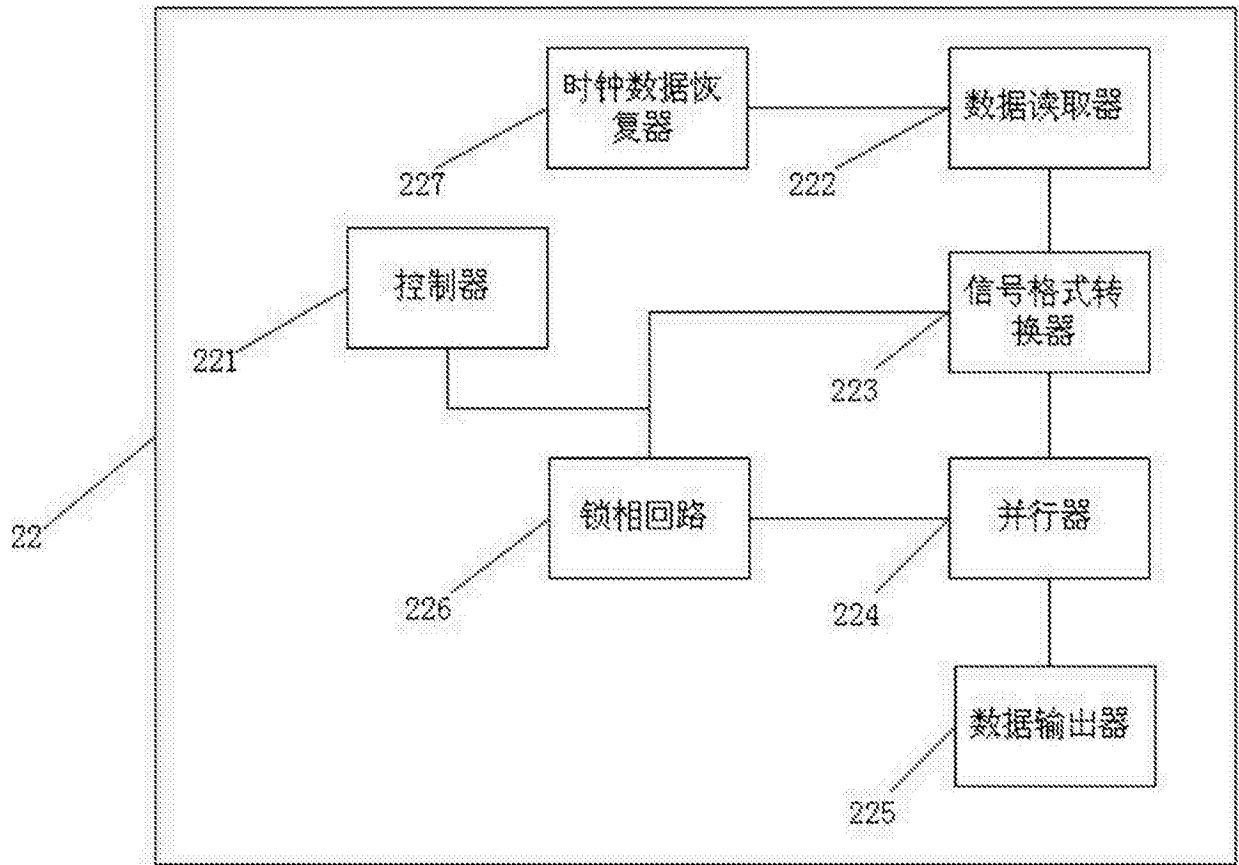 时钟数据恢
复器
数据读取器
227
222
控制器
信号格式转
换器
221
223
22
锁相回路
并行器
226
224
数据输出器
225